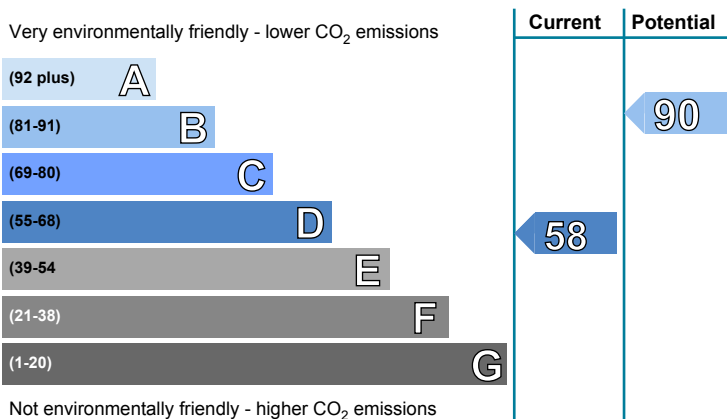 Current Potential
Very environmentally friendly - lower CO2 emissions
(92 plus) A
90
(81-91) B
(69-80) C
(55-68) D
58
(39-54 E
(21-38) F
(1-20) G
Not environmentally friendly - higher CO2 emissions